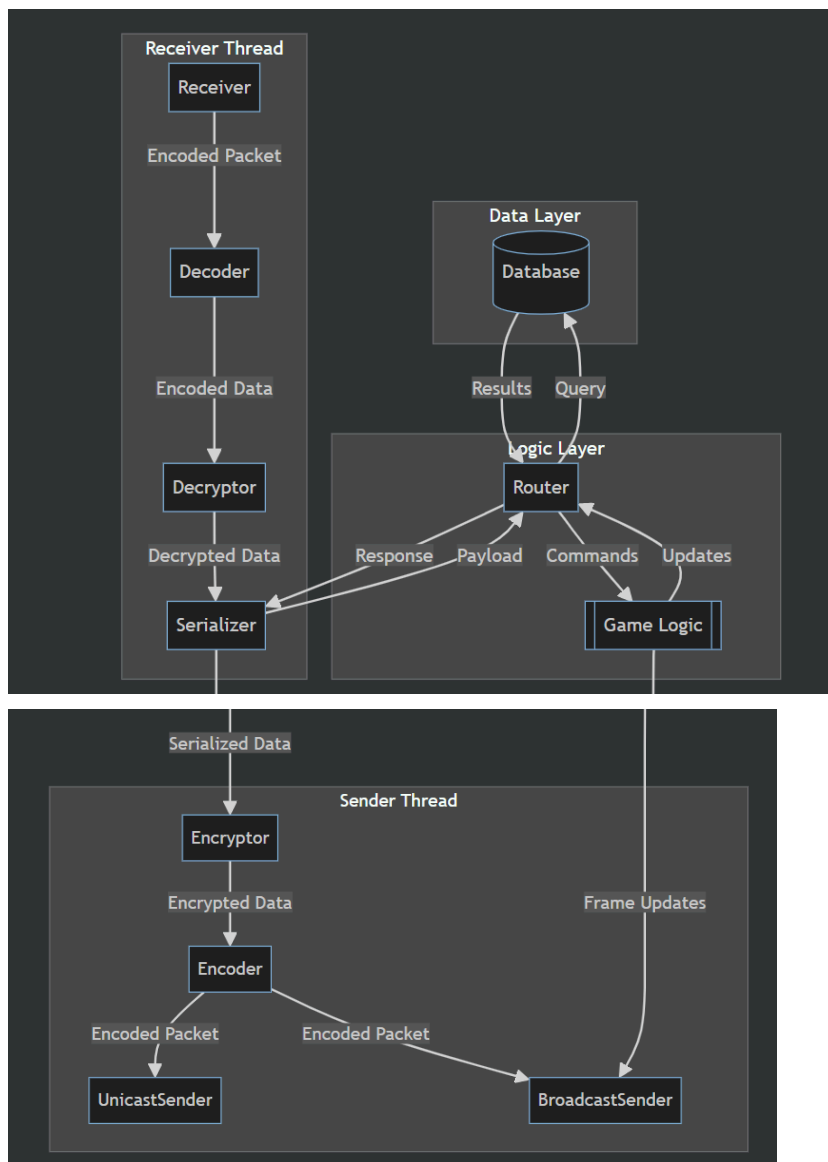 Receiver Thread
Receiver
Encoded Packet
Data Layer
Decoder
Database
Encoded Data
Results
Query
Logic Layer
Decryptor
Router
Decrypted Data
Response
Payload
Commands
Updates
Serializer
Game Logic
Serialized Data
Sender Thread
Encryptor
Encrypted Data
Frame Updates
Encoder
Encoded Packet
Encoded Packet
UnicastSender
BroadcastSender